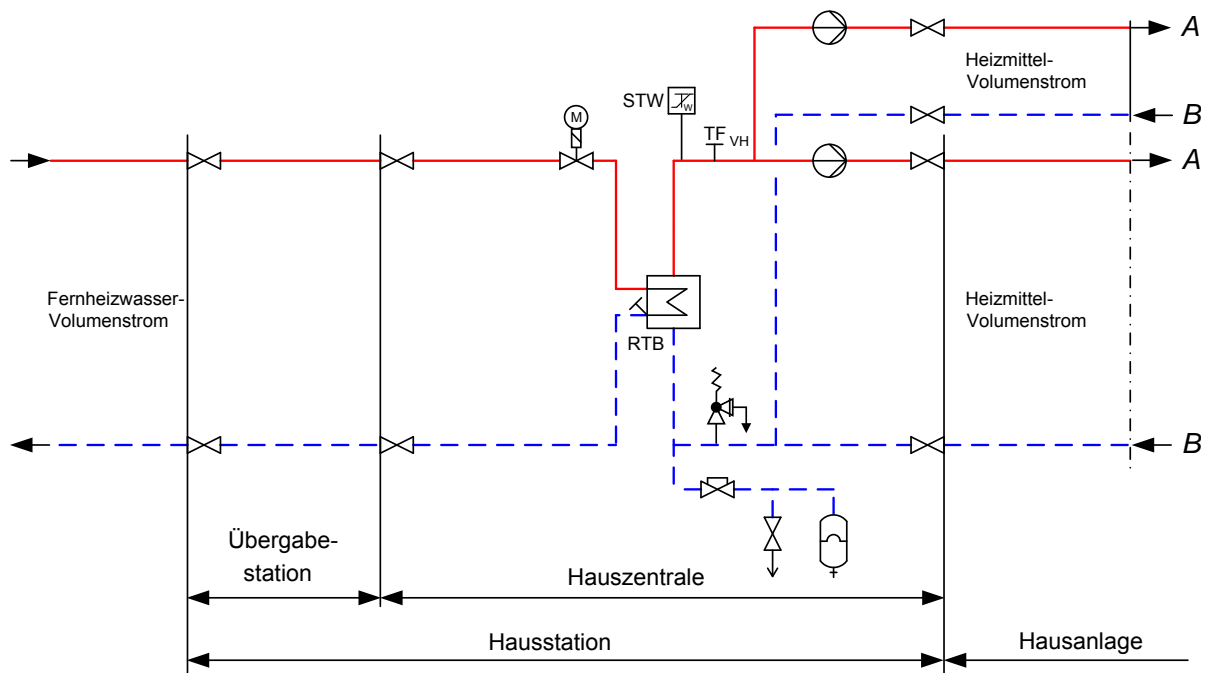 A
Heizmittel-
Volumenstrom
STW
W
M
TF VH
B
A
Fernheizwasser-
Volumenstrom
Heizmittel-
Volumenstrom
RTB
B
Übergabe-
station
Hauszentrale
Hausstation
Hausanlage